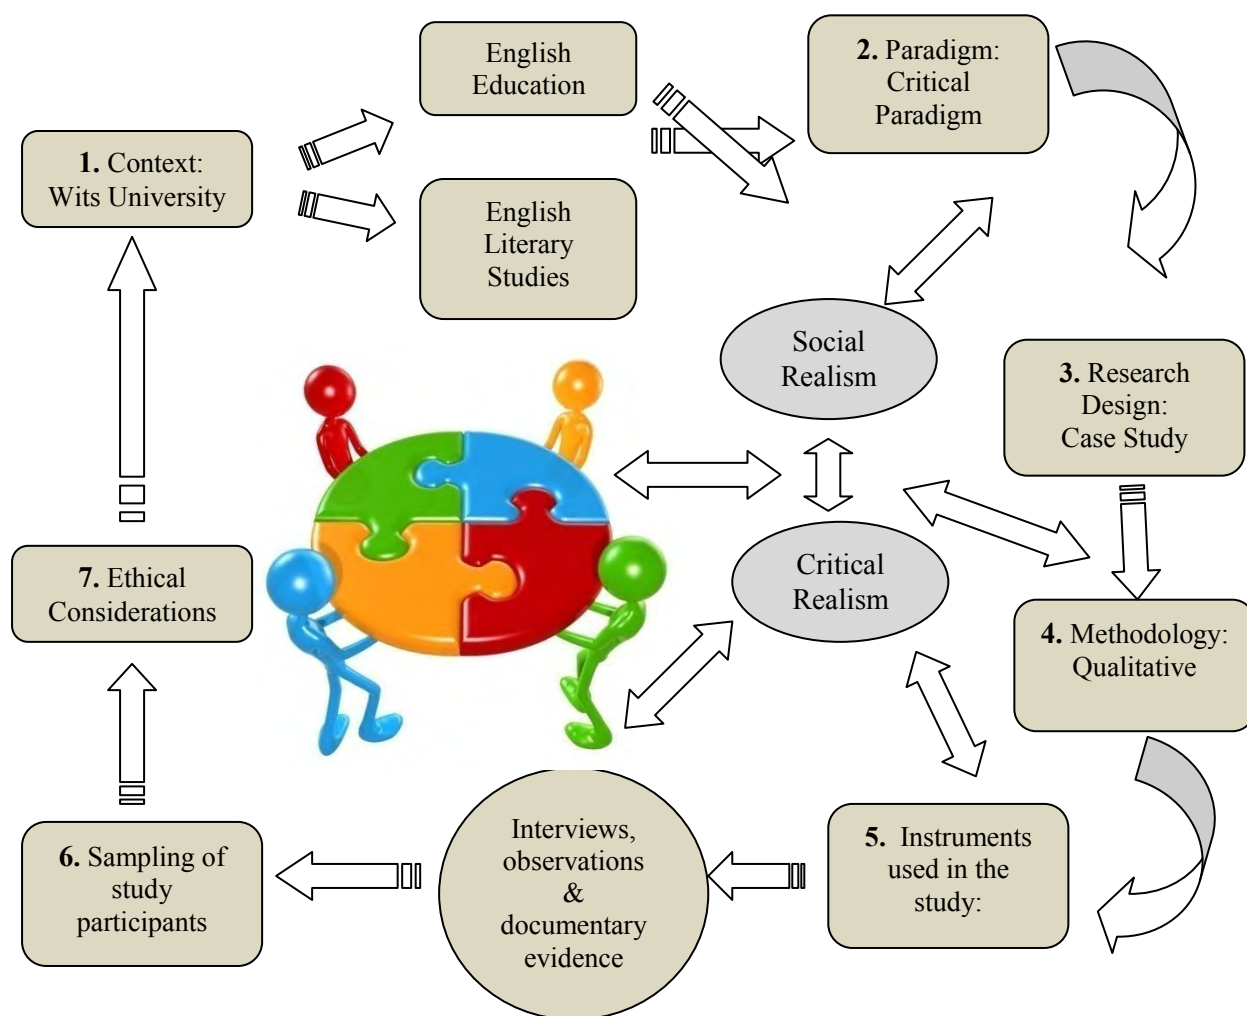 1. Context:
Wits University
English
Education
English
Literary
Studies
2. Paradigm:
Critical
Paradigm
Social
Realism
3. Research
Design:
Case Study
Critical
Realism
4. Methodology:
Qualitative
5. Instruments
used in the
study:
Interviews,
observations
&
documentary
evidence
6. Sampling of
study
participants
7. Ethical
Considerations